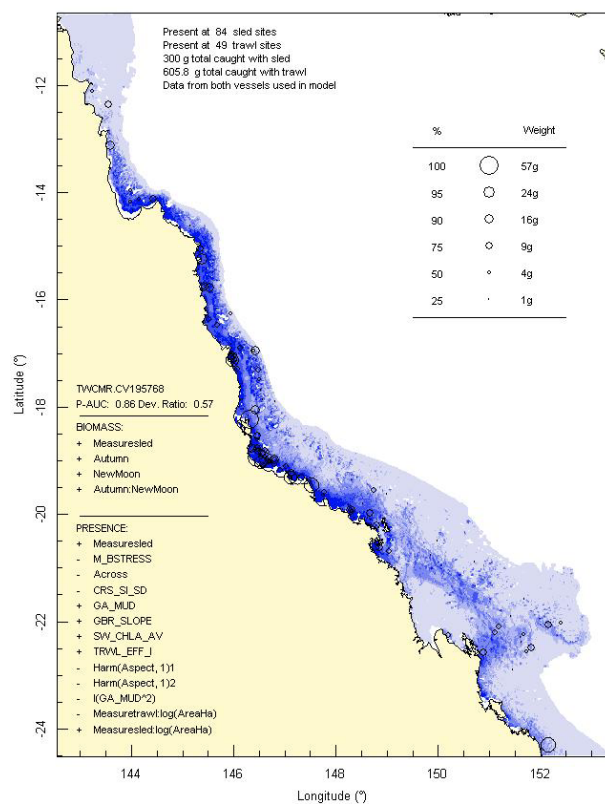 Present at 84 sled sites
Present at 49 trawl sites
300 g total caught with sled
605.8 g total caught with trawl
Data from both vessels used in model
% Weight
100 57g
95 24g
90 16g
75 9g
50 4g
25 1g
-12
-14
-16
-18
-20
-22
-24
Latitude (°)
TWCMR.CV195768
P-AUC: 0.86 Dev. Ratio: 0.57
BIOMASS:
+ Measuresled
+ Autumn
+ NewMoon
+ Autumn:NewMoon
PRESENCE:
+ Measuresled
- M_BSTRESS
- Across
- CRS_SI_SD
+ GA_MUD
+ GBR_SLOPE
+ SW_CHLA_AV
+ TRWL_EFF_I
- Harm(Aspect, 1)1
- Harm(Aspect, 1)2
- I(GA_MUD^2)
- Measuretrawl:log(AreaHa)
+ Measuresled:log(AreaHa)
144 146 148 150 152
Longitude (°)